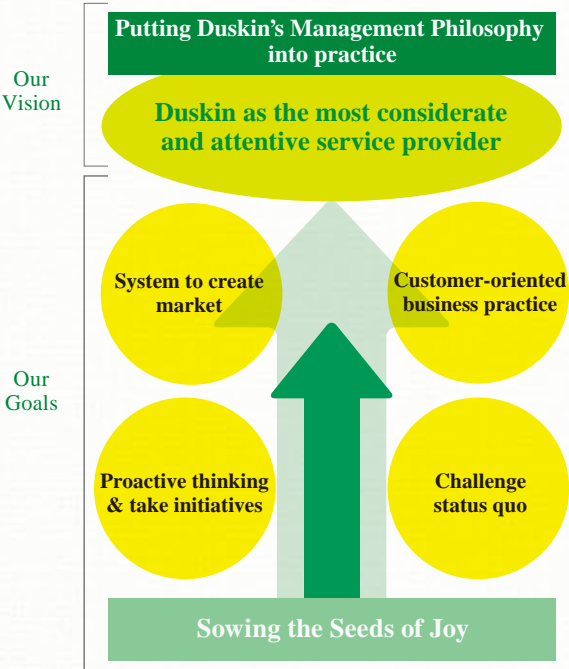 Putting Duskin's Management Philosophy
into practice
Our
Vision
Duskin as the most considerate
and attentive service provider
System to create
market
Customer-oriented
business practice
Our
Goals
Proactive thinking
& take initiatives
Challenge
status quo
Sowing the Seeds of Joy